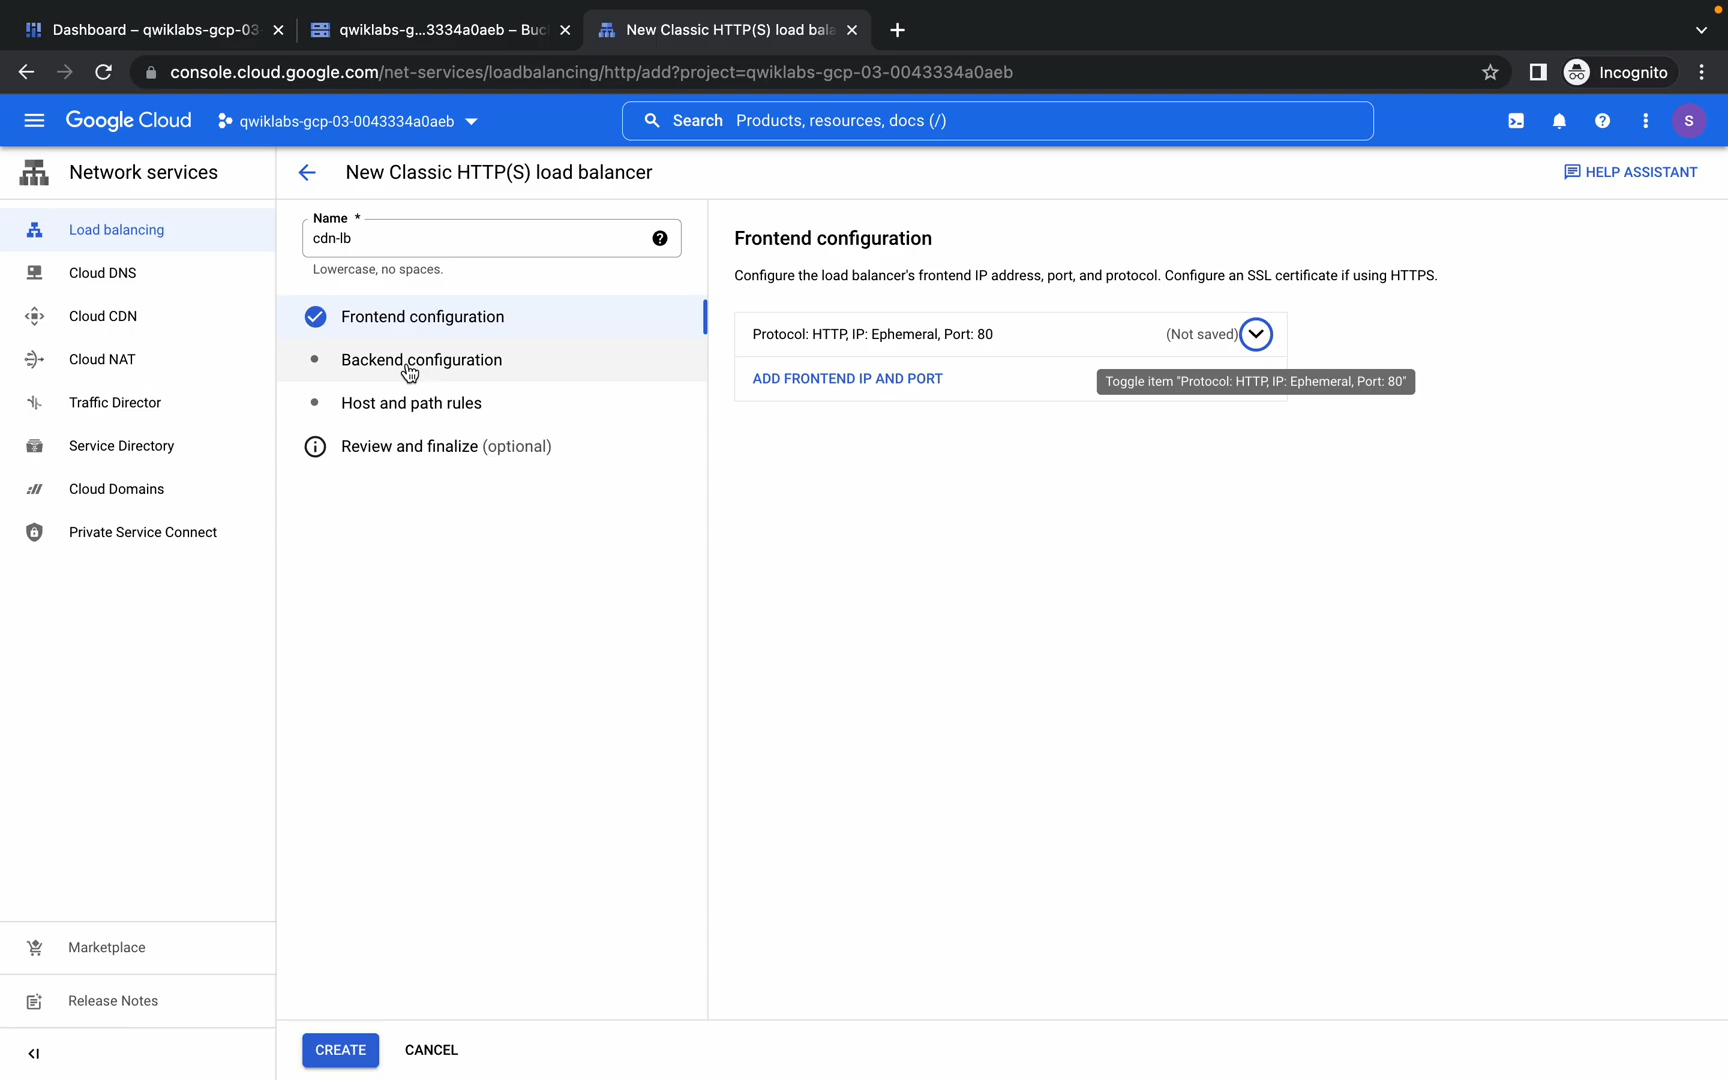 Dashboard – qwiklabs-gcp-03-
qwiklabs-g...3334a0aeb – Buc
New Classic HTTP(S) load bala
console.cloud.google.com/net-services/loadbalancing/http/add?project=qwiklabs-gcp-03-0043334a0aeb
Incognito
Google Cloud
qwiklabs-gcp-03-0043334a0aeb
Search Products, resources, docs (/)
S
Network services
New Classic HTTP(S) load balancer
HELP ASSISTANT
Load balancing
Cloud DNS
Cloud CDN
Cloud NAT
Traffic Director
Service Directory
Cloud Domains
Private Service Connect
Marketplace
Release Notes
Name *
cdn-lb
Lowercase, no spaces.
Frontend configuration
Backend configuration
Host and path rules
Review and finalize (optional)
Frontend configuration
Configure the load balancer's frontend IP address, port, and protocol. Configure an SSL certificate if using HTTPS.
Protocol: HTTP, IP: Ephemeral, Port: 80 (Not saved)
ADD FRONTEND IP AND PORT
Toggle item "Protocol: HTTP, IP: Ephemeral, Port: 80"
CREATE
CANCEL